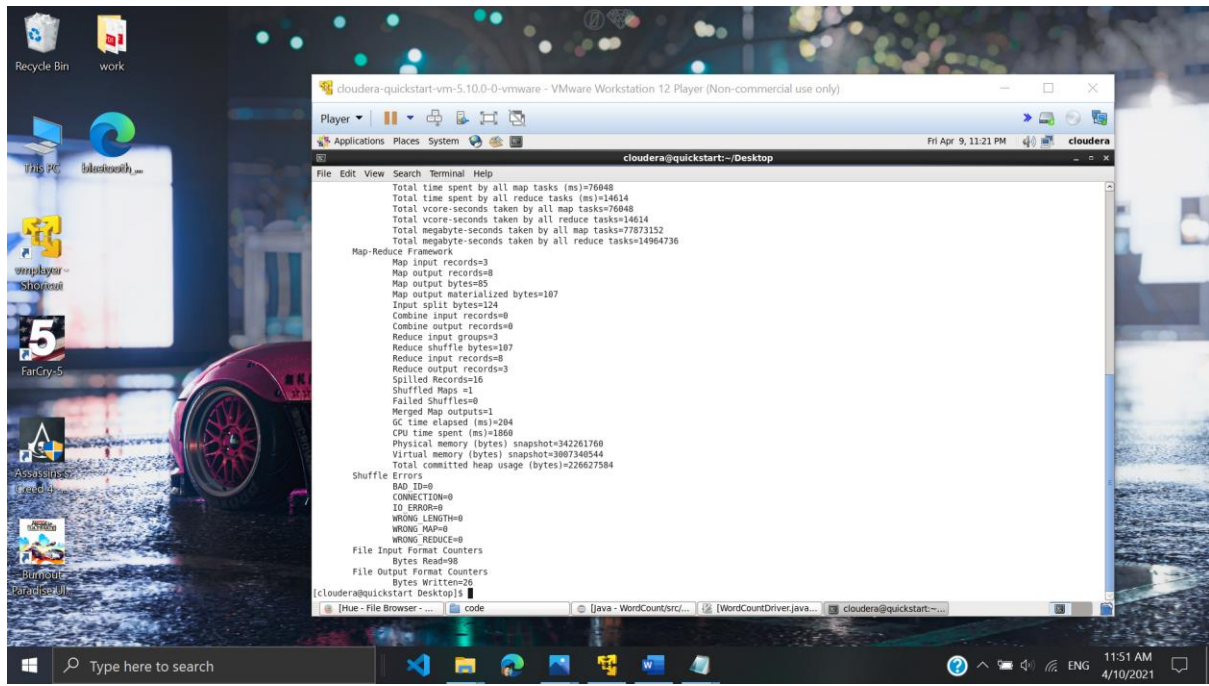 Recycle Bin
work
This PC
bluetooth_...
vmplayer - Shortcut
5
FarCry-5
Assassin's
Creed 4 -...
Burnout
Paradise Ul...
cloudera-quickstart-vm-5.10.0-0-vmware - VMware Workstation 12 Player (Non-commercial use only)
Player
Applications Places System
Fri Apr 9, 11:21 PM
cloudera
cloudera@quickstart:~/Desktop
File Edit View Search Terminal Help
Total time spent by all map tasks (ms)=76048
Total time spent by all reduce tasks (ms)=14614
Total vcore-seconds taken by all map tasks=76048
Total vcore-seconds taken by all reduce tasks=14614
Total megabyte-seconds taken by all map tasks=77873152
Total megabyte-seconds taken by all reduce tasks=14964736
Map-Reduce Framework
Map input records=3
Map output records=8
Map output bytes=85
Map output materialized bytes=107
Input split bytes=124
Combine input records=0
Combine output records=0
Reduce input groups=3
Reduce shuffle bytes=107
Reduce input records=8
Reduce output records=3
Spilled Records=16
Shuffled Maps =1
Failed Shuffles=0
Merged Map outputs=1
GC time elapsed (ms)=204
CPU time spent (ms)=1860
Physical memory (bytes) snapshot=342261760
Virtual memory (bytes) snapshot=3007340544
Total committed heap usage (bytes)=226627584
Shuffle Errors
BAD_ID=0
CONNECTION=0
IO_ERROR=0
WRONG_LENGTH=0
WRONG_MAP=0
WRONG_REDUCE=0
File Input Format Counters
Bytes Read=98
File Output Format Counters
Bytes Written=26
[cloudera@quickstart Desktop]$
[Hue - File Browser - ...
code
[Java - WordCount/src/...
[WordCountDriver.java...
cloudera@quickstart:~...
Type here to search
ENG
11:51 AM
4/10/2021